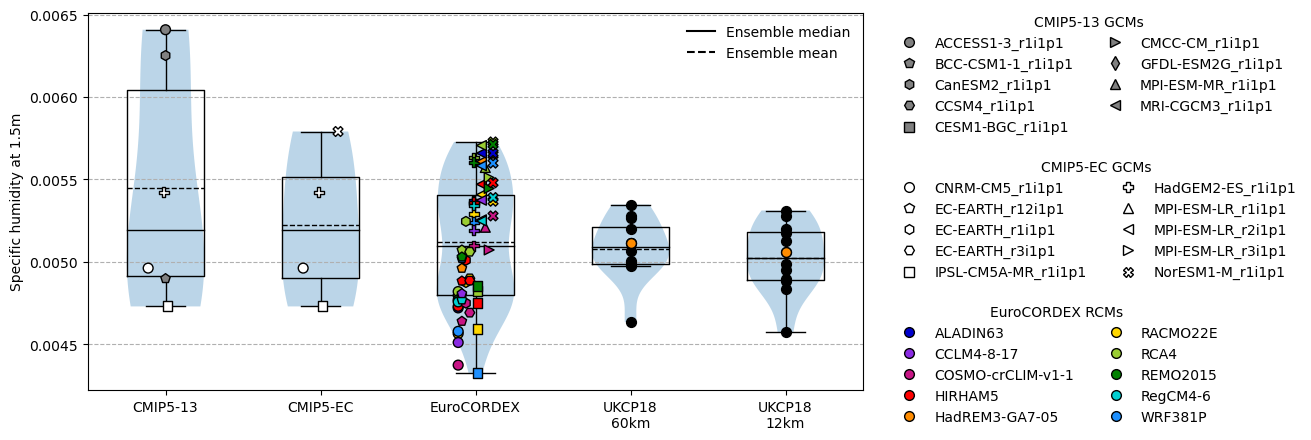 Specific humidity at 1.5m
0.0065
0.0060
0.0055
0.0050
0.0045
Ensemble median
Ensemble mean
CMIP5-13
CMIP5-EC
EuroCORDEX
UKCP18
60km
UKCP18
12km
CMIP5-13 GCMs
ACCESS1-3_r1i1p1
BCC-CSM1-1_r1i1p1
CanESM2_r1i1p1
CCSM4_r1i1p1
CESM1-BGC_r1i1p1
CMCC-CM_r1i1p1
GFDL-ESM2G_r1i1p1
MPI-ESM-MR_r1i1p1
MRI-CGCM3_r1i1p1
CMIP5-EC GCMs
CNRM-CM5_r1i1p1
EC-EARTH_r12i1p1
EC-EARTH_r1i1p1
EC-EARTH_r3i1p1
IPSL-CM5A-MR_r1i1p1
HadGEM2-ES_r1i1p1
MPI-ESM-LR_r1i1p1
MPI-ESM-LR_r2i1p1
MPI-ESM-LR_r3i1p1
NorESM1-M_r1i1p1
EuroCORDEX RCMs
ALADIN63
CCLM4-8-17
COSMO-crCLIM-v1-1
HIRHAM5
HadREM3-GA7-05
RACMO22E
RCA4
REMO2015
RegCM4-6
WRF381P